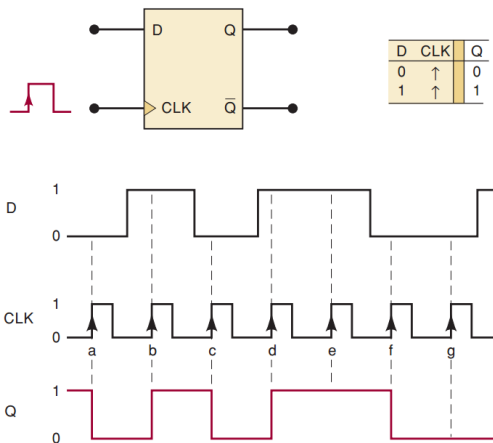 D Q
CLK Q̅
D CLK Q
0 ↑ 0
1 ↑ 1
D 1
0
CLK 1
0
a b c d e f g
Q 1
0